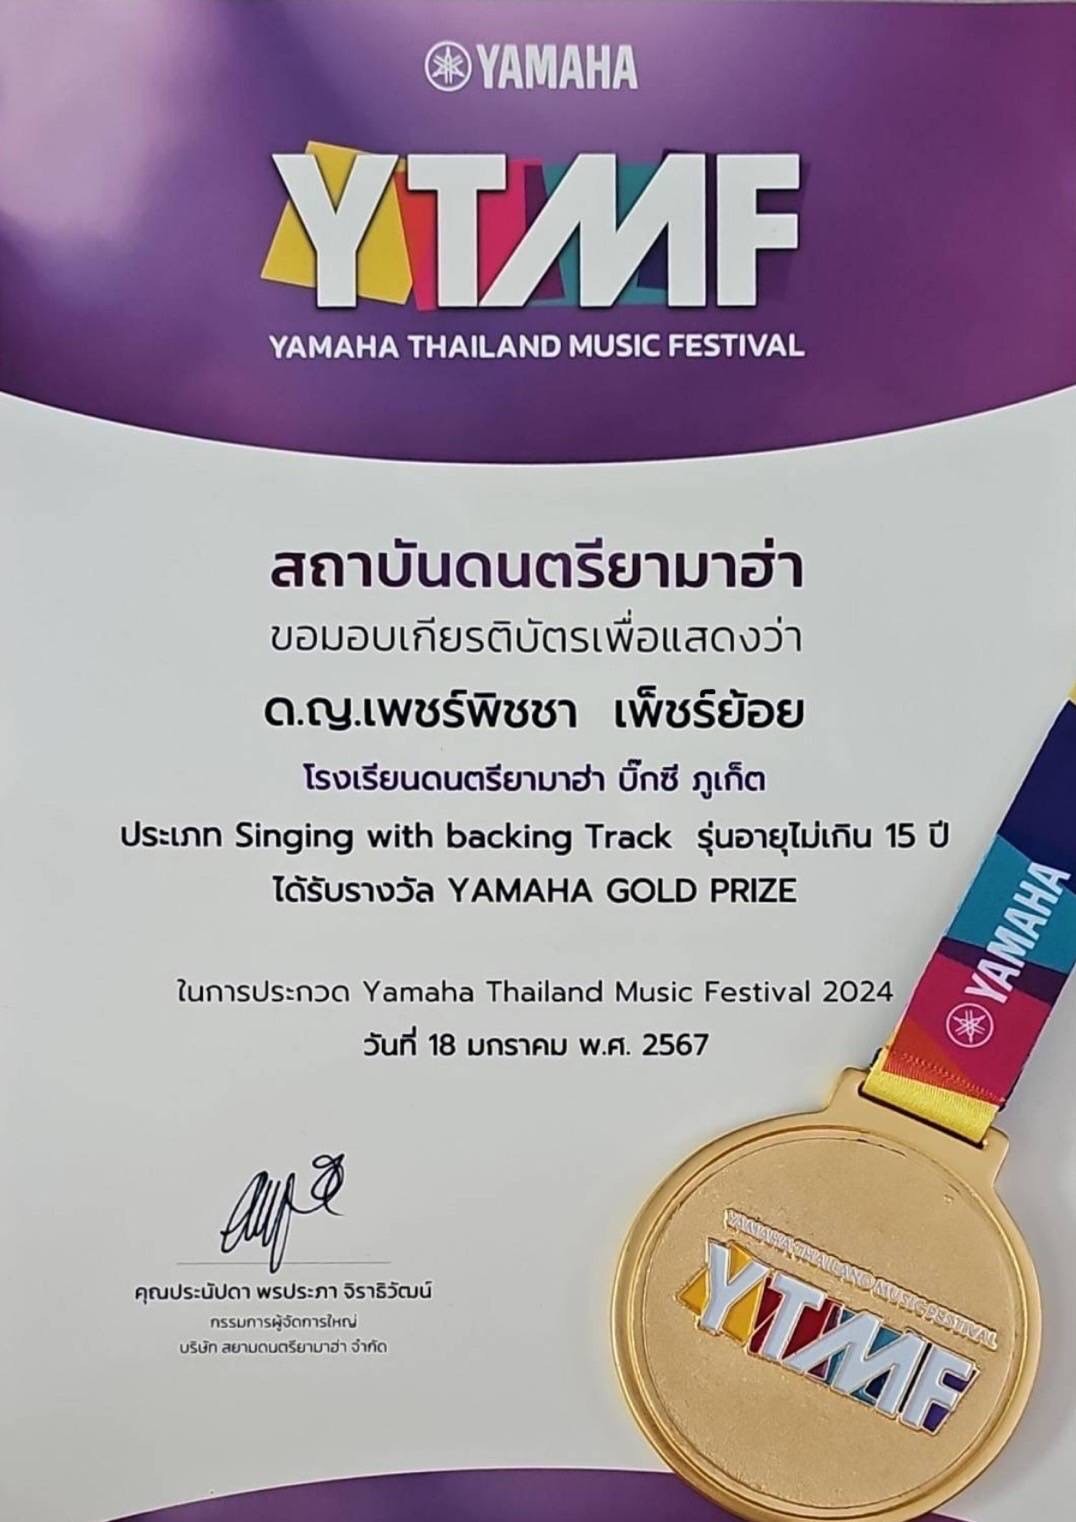 YAMAHA
YTMF
YAMAHA THAILAND MUSIC FESTIVAL
สถาบันดนตรียามาฮ่า
ขอมอบเกียรติบัตรเพื่อแสดงว่า
ด.ญ.เพชร์พิชชา เพ็ชร์ย้อย
โรงเรียนดนตรียามาฮ่า บิ๊กซี ภูเก็ต
ประเภท Singing with backing Track รุ่นอายุไม่เกิน 15 ปี
ได้รับรางวัล YAMAHA GOLD PRIZE
ในการประกวด Yamaha Thailand Music Festival 2024
วันที่ 18 มกราคม พ.ศ. 2567
คุณประนัปดา พรประภา จิราธิวัฒน์
กรรมการผู้จัดการใหญ่
บริษัท สยามดนตรียามาฮ่า จำกัด
YAMAHA
YAMAHA THAILAND MUSIC FESTIVAL
YTMF